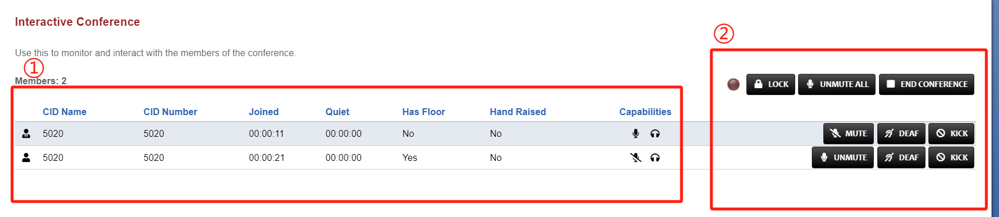 Interactive Conference
②
Use this to monitor and interact with the members of the conference.
①
Members: 2
LOCK UNMUTE ALL END CONFERENCE
CID Name CID Number Joined Quiet Has Floor Hand Raised Capabilities
5020 5020 00:00:11 00:00:00 No No MUTE DEAF KICK
5020 5020 00:00:21 00:00:00 Yes No UNMUTE DEAF KICK